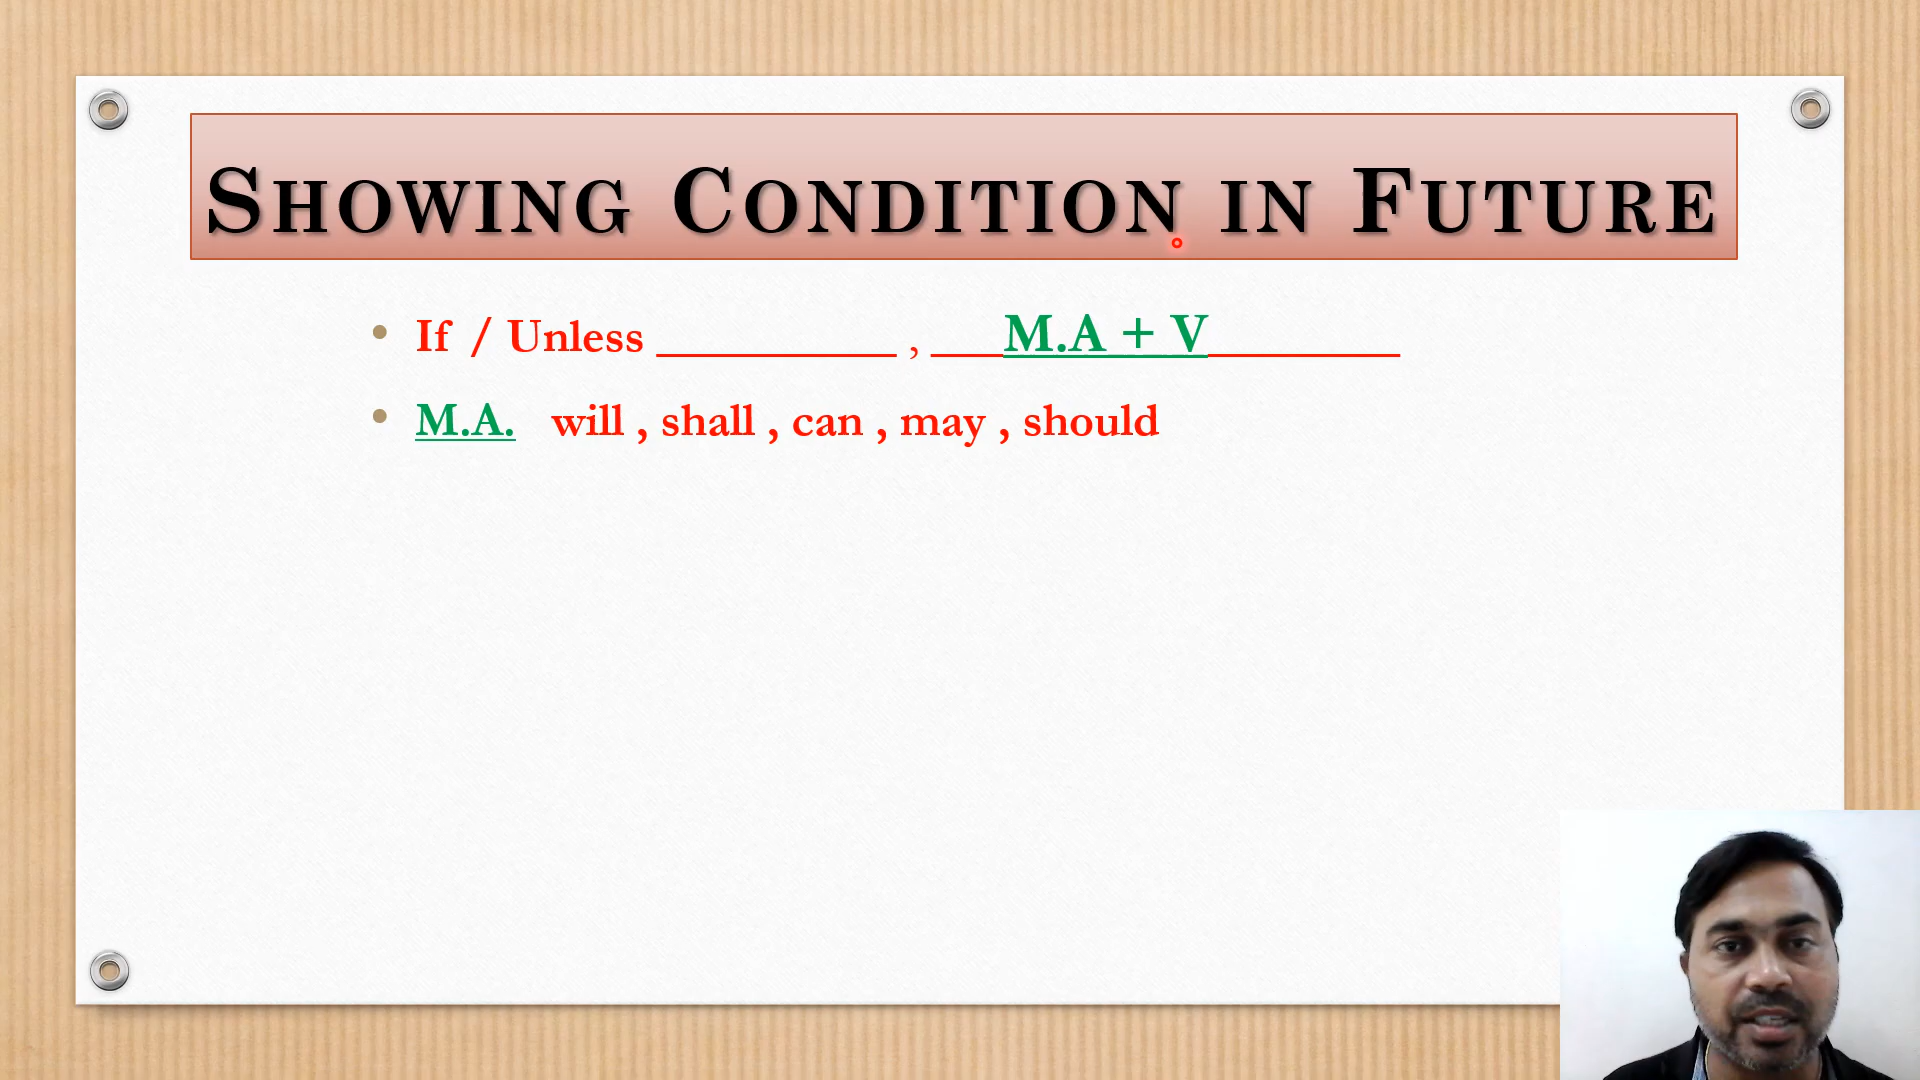 Showing Condition in Future
• If / Unless __________ , ___M.A + V________
• M.A. will , shall , can , may , should